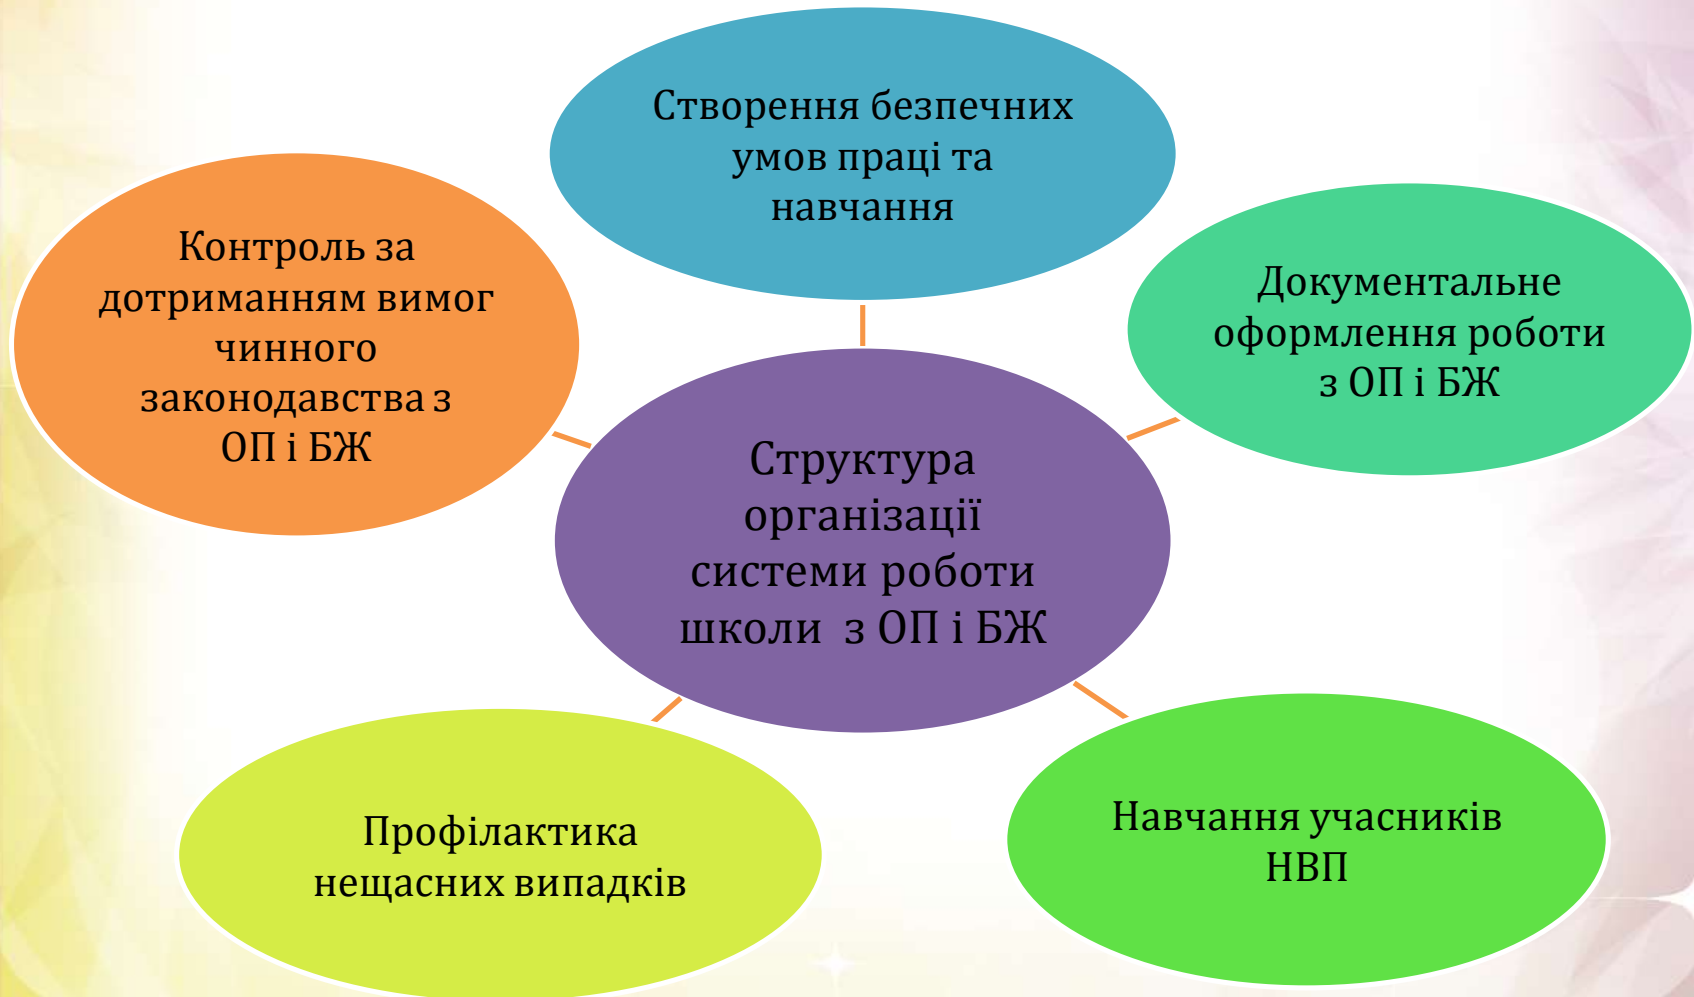 Створення безпечних
умов праці та
навчання
Контроль за
дотриманням вимог
чинного
законодавства з
ОП і БЖ
Документальне
оформлення роботи
з ОП і БЖ
Структура
організації
системи роботи
школи з ОП і БЖ
Профілактика
нещасних випадків
Навчання учасників
НВП